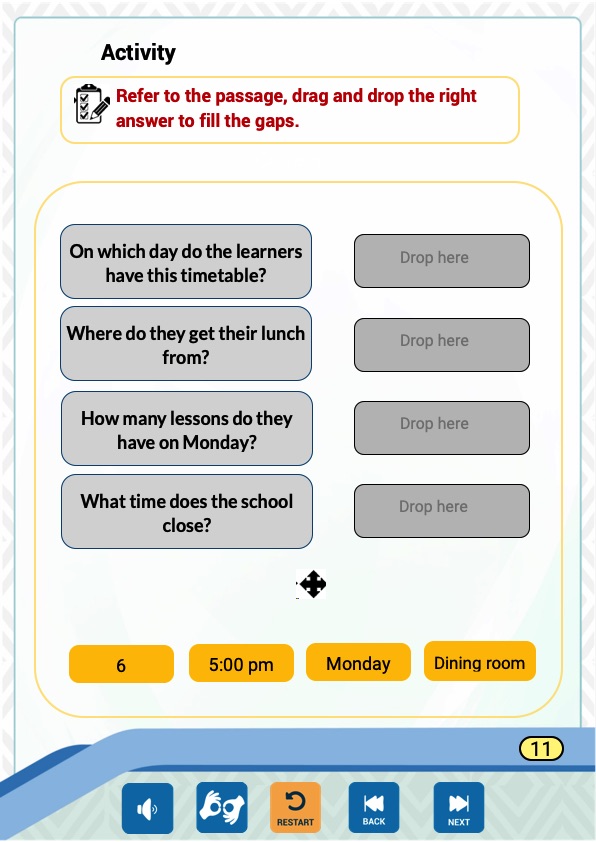 Activity
Refer to the passage, drag and drop the right
answer to fill the gaps.
On which day do the learners
have this timetable?
Drop here
Where do they get their lunch
from?
Drop here
How many lessons do they
have on Monday?
Drop here
What time does the school
close?
Drop here
6
5:00 pm
Monday
Dining room
11
RESTART
BACK
NEXT